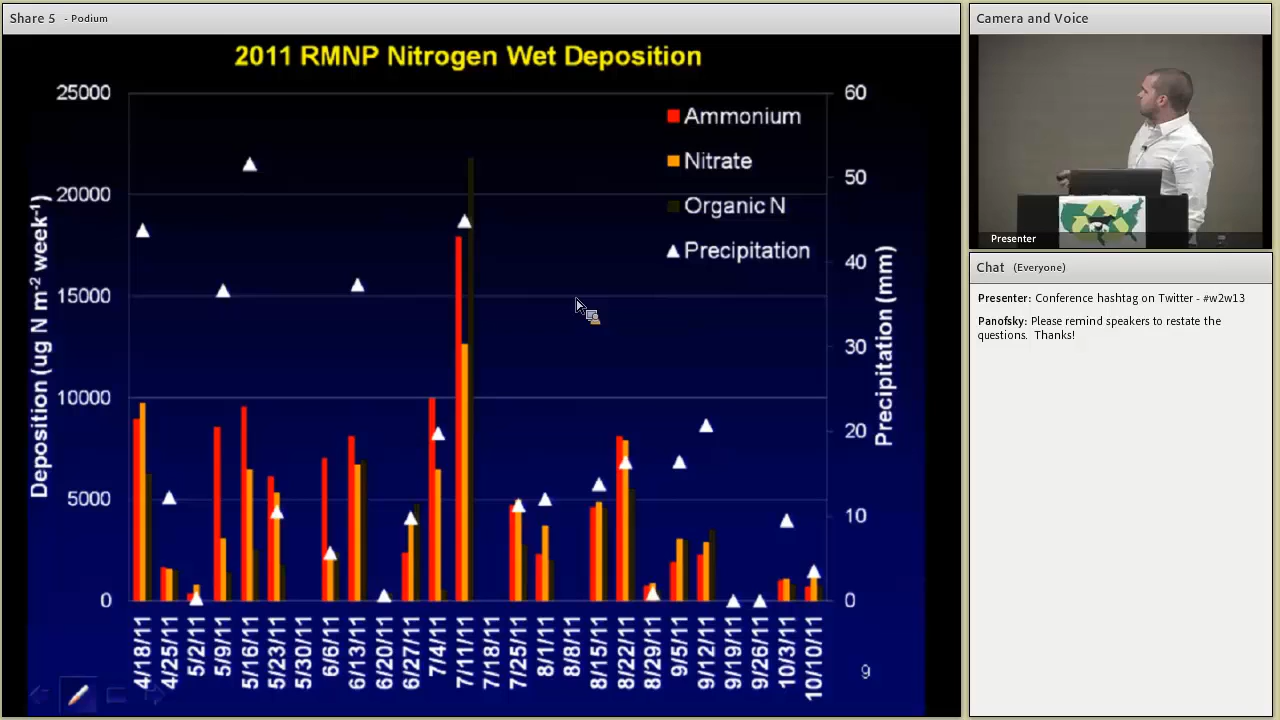 Share 5 - Podium
2011 RMNP Nitrogen Wet Deposition
25000
20000
15000
10000
5000
0
Deposition (ug N m-2 week-1)
60
50
40
30
20
10
0
Precipitation (mm)
Ammonium
Nitrate
Organic N
Precipitation
4/18/11
4/25/11
5/2/11
5/9/11
5/16/11
5/23/11
5/30/11
6/6/11
6/13/11
6/20/11
6/27/11
7/4/11
7/11/11
7/18/11
7/25/11
8/1/11
8/8/11
8/15/11
8/22/11
8/29/11
9/5/11
9/12/11
9/19/11
9/26/11
10/3/11
10/10/11
9
Camera and Voice
Presenter
Chat (Everyone)
Presenter: Conference hashtag on Twitter - #w2w13
Panofsky: Please remind speakers to restate the
questions. Thanks!